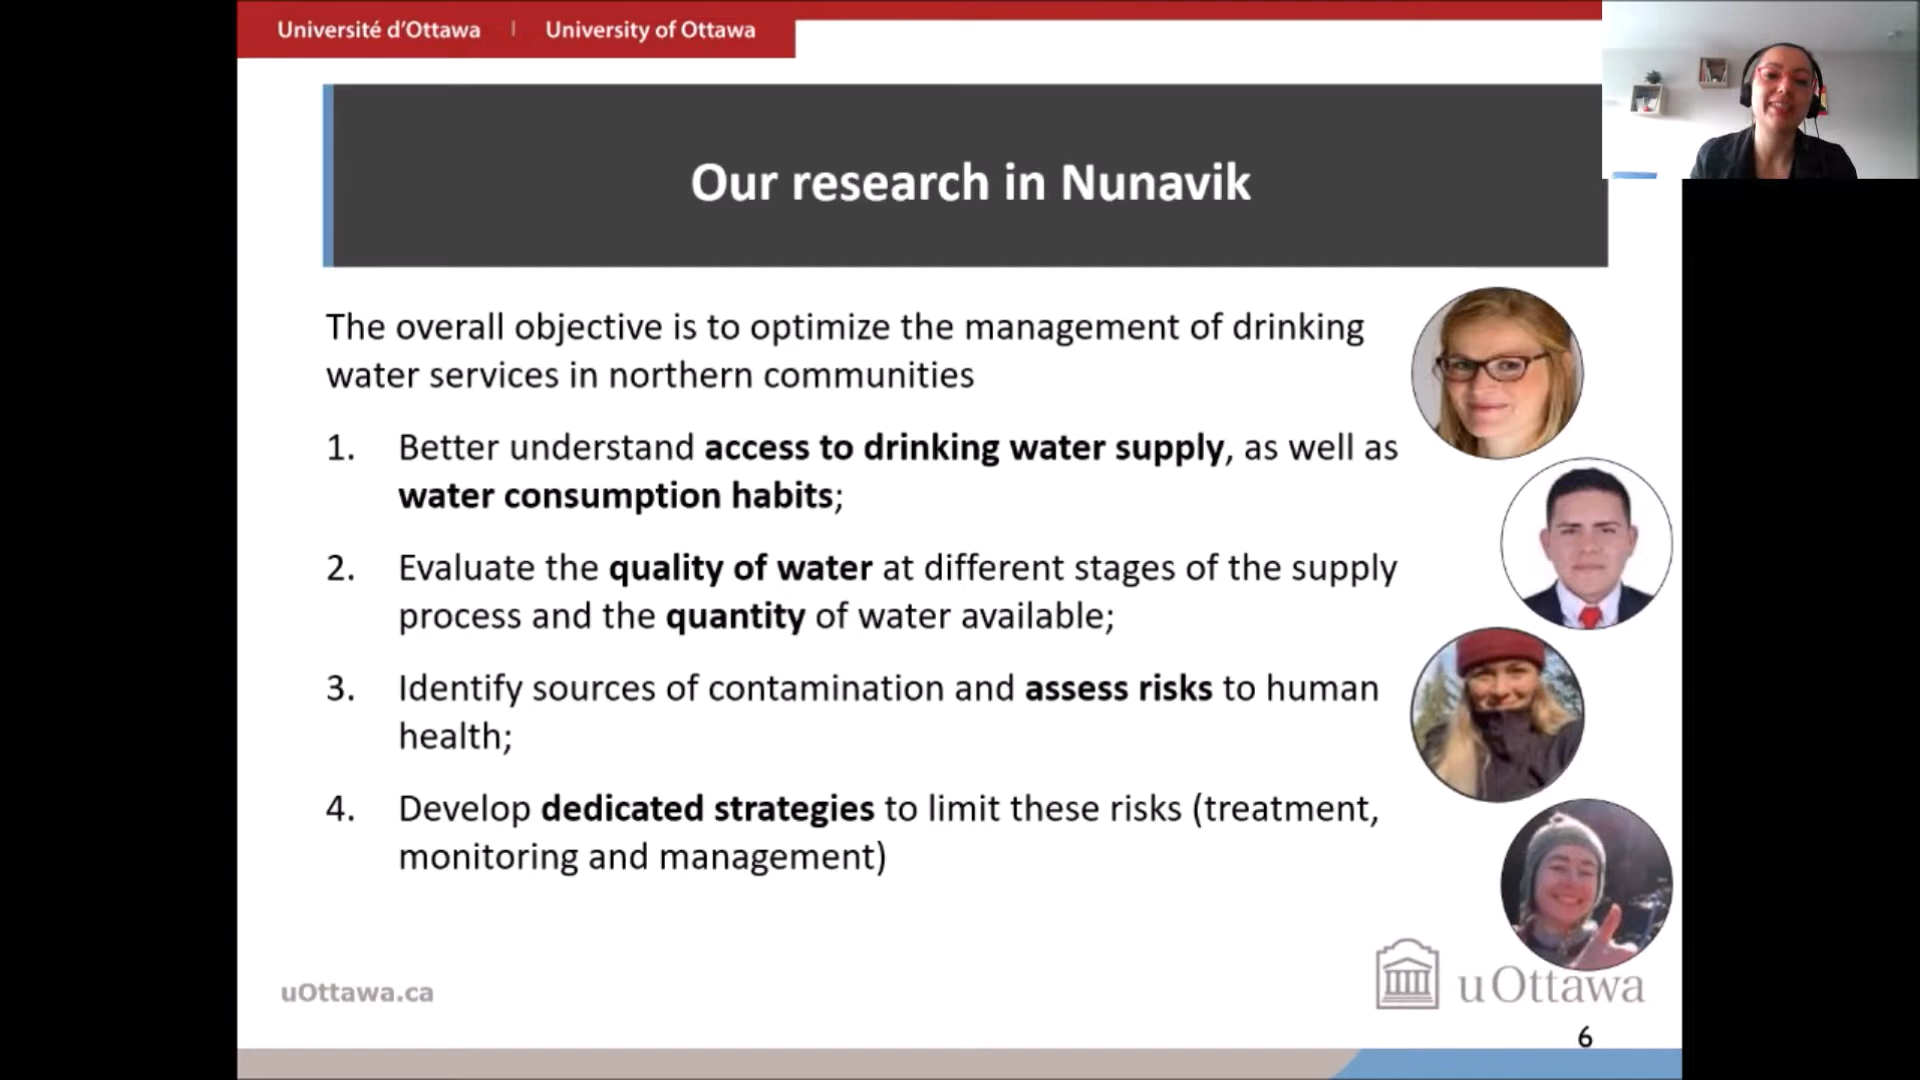 Université d'Ottawa | University of Ottawa
Our research in Nunavik
The overall objective is to optimize the management of drinking
water services in northern communities
1. Better understand access to drinking water supply, as well as
water consumption habits;
2. Evaluate the quality of water at different stages of the supply
process and the quantity of water available;
3. Identify sources of contamination and assess risks to human
health;
4. Develop dedicated strategies to limit these risks (treatment,
monitoring and management)
uOttawa.ca
uOttawa
6